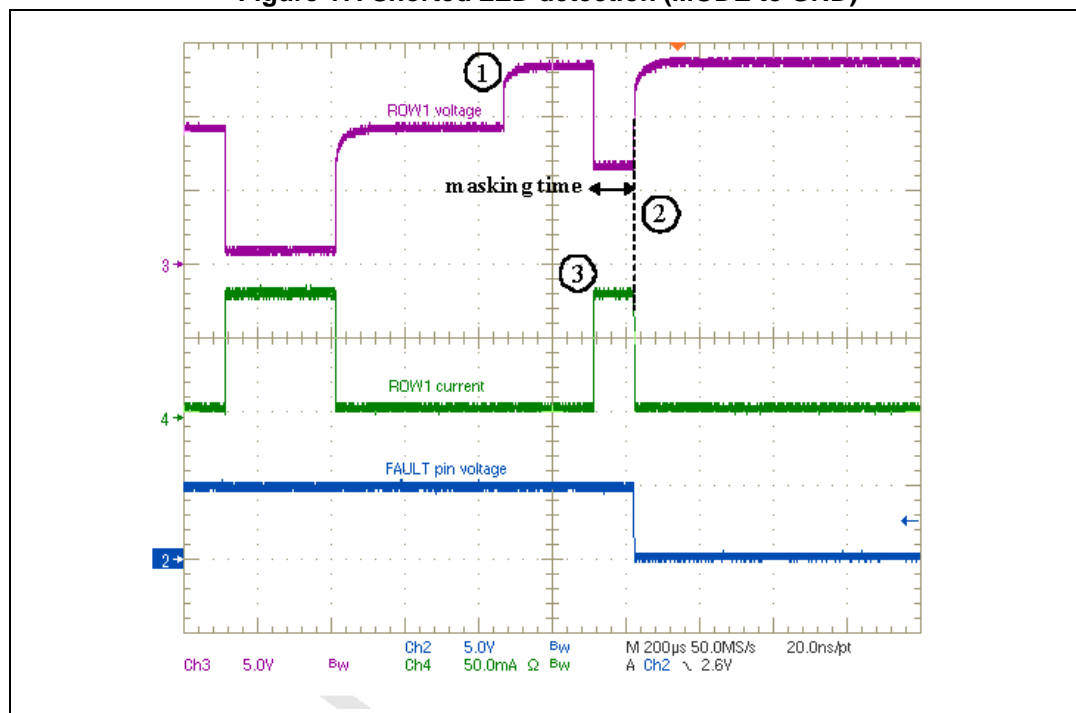 Figure 17. Shorted LED detection (MODE to GND)
1
ROW1 voltage
masking time
2
3
3
ROW1 current
4
FAULT pin voltage
2
Ch2 5.0V Bw M 200µs 50.0MS/s 20.0ns/pt
Ch3 5.0V Bw Ch4 50.0mA Ω Bw A Ch2 \ 2.6V